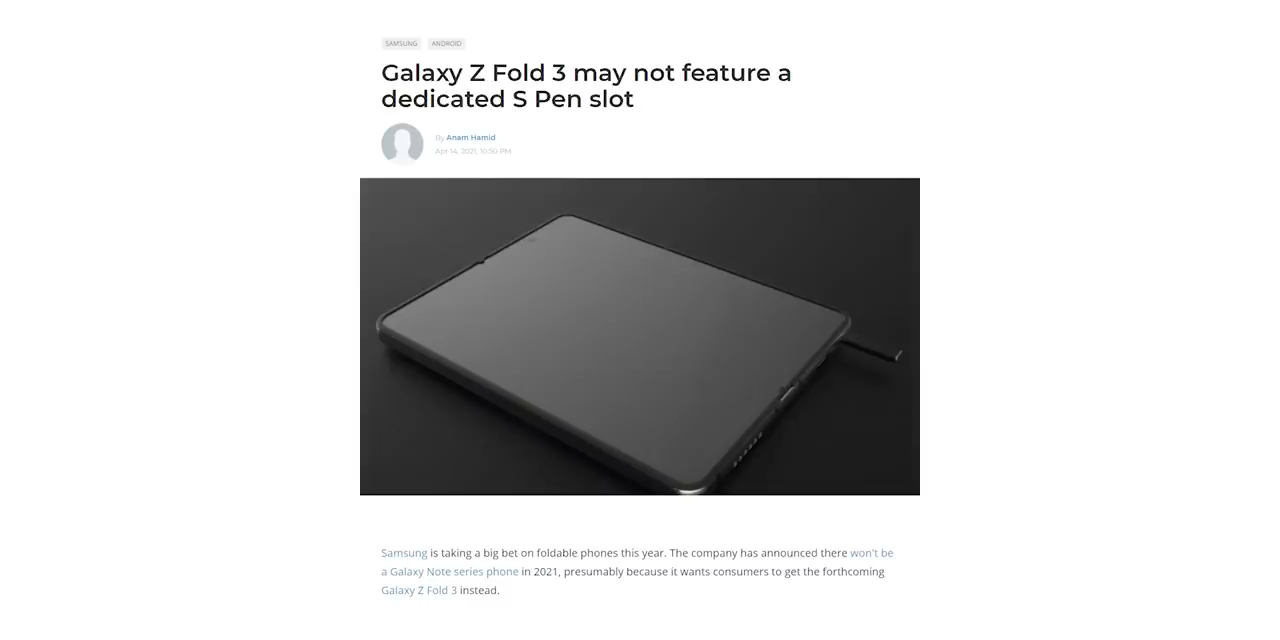 SAMSUNG ANDROID
Galaxy Z Fold 3 may not feature a
dedicated S Pen slot
By Anam Hamid
Apr 14, 2021, 10:50 PM
Samsung is taking a big bet on foldable phones this year. The company has announced there won't be
a Galaxy Note series phone in 2021, presumably because it wants consumers to get the forthcoming
Galaxy Z Fold 3 instead.